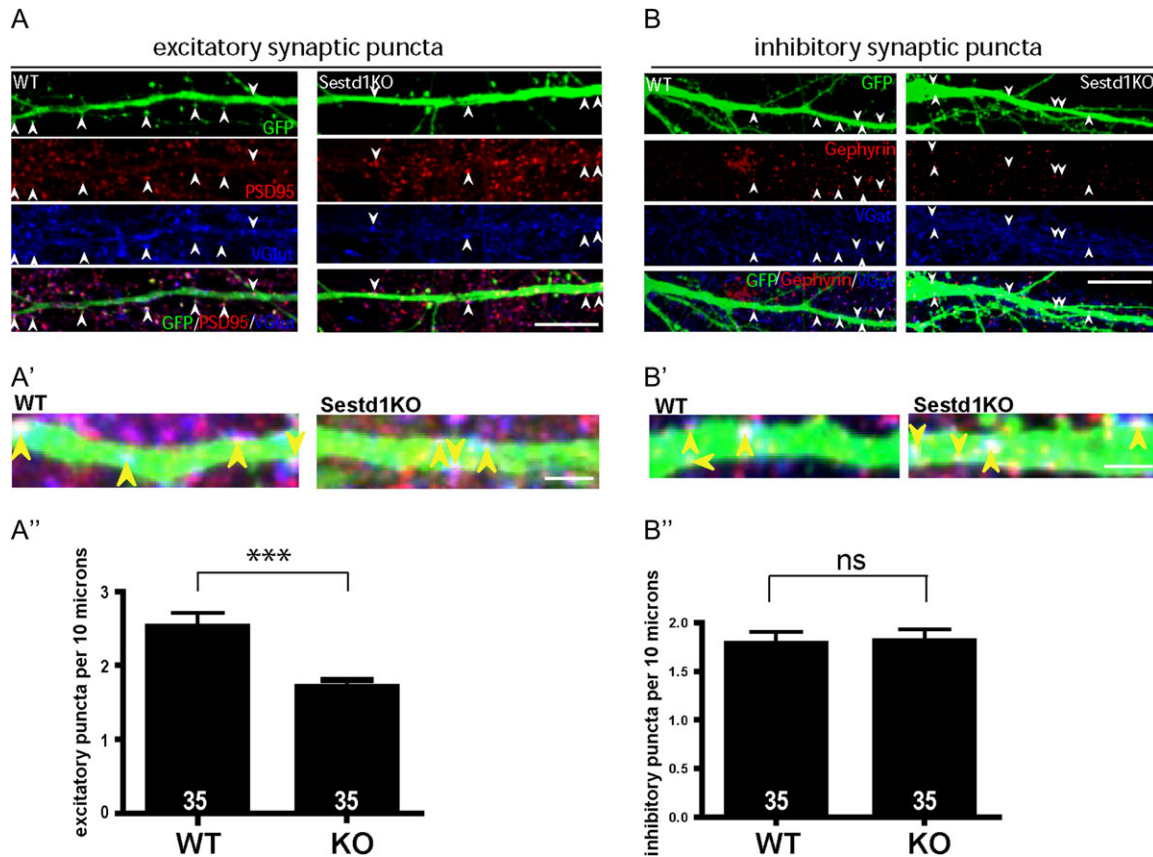 A
excitatory synaptic puncta
WT
GFP
Sestd1KO
PSD95
VGlut
GFP/PSD95/VGlut
B
inhibitory synaptic puncta
WT
GFP
Sestd1KO
Gephyrin
VGat
GFP/Gephyrin/VGat
A'
WT
Sestd1KO
B'
WT
Sestd1KO
A''
***
excitatory puncta per 10 microns
3
2
1
0
35
35
WT
KO
B''
ns
inhibitory puncta per 10 microns
2.0
1.5
1.0
0.5
0.0
35
35
WT
KO